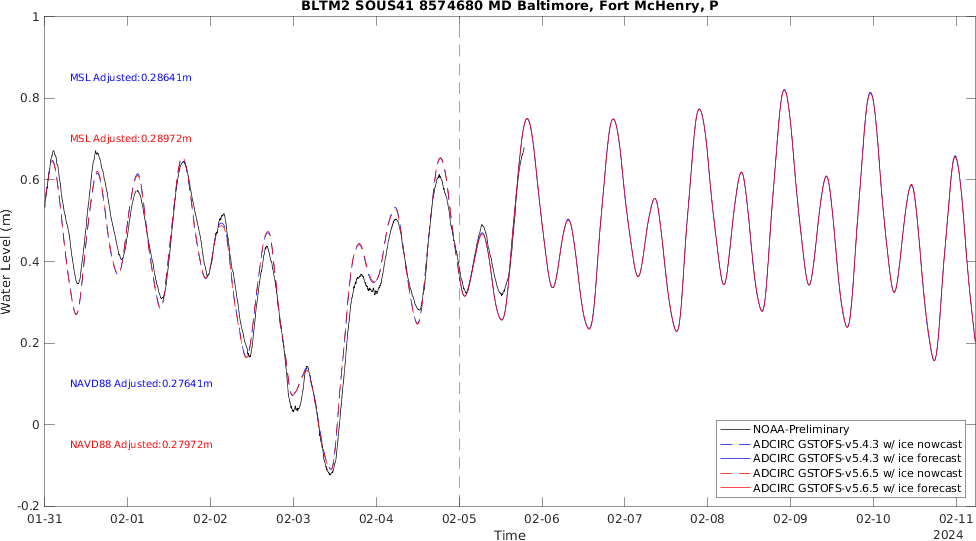 BLTM2 SOUS41 8574680 MD Baltimore, Fort McHenry, P
1
0.8
0.6
0.4
0.2
0
-0.2
Water Level (m)
MSL Adjusted:0.28641m
MSL Adjusted:0.28972m
NAVD88 Adjusted:0.27641m
NAVD88 Adjusted:0.27972m
NOAA-Preliminary
ADCIRC GSTOFS-v5.4.3 w/ ice nowcast
ADCIRC GSTOFS-v5.4.3 w/ ice forecast
ADCIRC GSTOFS-v5.6.5 w/ ice nowcast
ADCIRC GSTOFS-v5.6.5 w/ ice forecast
01-31 02-01 02-02 02-03 02-04 02-05 02-06 02-07 02-08 02-09 02-10 02-11
Time
2024